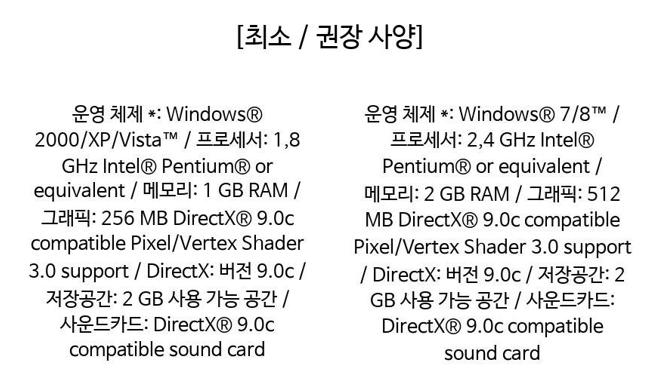 [최소 / 권장 사양]
운영 체제 *: Windows®
2000/XP/Vista™ / 프로세서: 1,8
GHz Intel® Pentium® or
equivalent / 메모리: 1 GB RAM /
그래픽: 256 MB DirectX® 9.0c
compatible Pixel/Vertex Shader
3.0 support / DirectX: 버전 9.0c /
저장공간: 2 GB 사용 가능 공간 /
사운드카드: DirectX® 9.0c
compatible sound card
운영 체제 *: Windows® 7/8™ /
프로세서: 2,4 GHz Intel®
Pentium® or equivalent /
메모리: 2 GB RAM / 그래픽: 512
MB DirectX® 9.0c compatible
Pixel/Vertex Shader 3.0 support
/ DirectX: 버전 9.0c / 저장공간: 2
GB 사용 가능 공간 / 사운드카드:
DirectX® 9.0c compatible
sound card